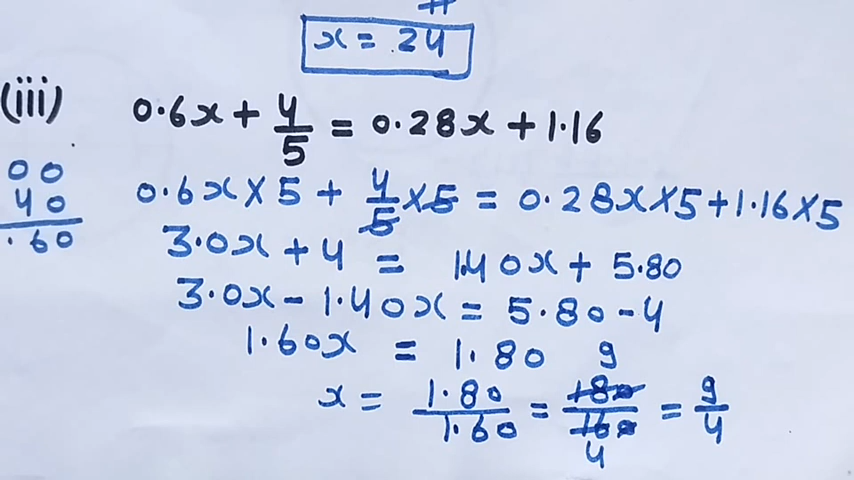 x = 24
(iii) 0.6x + 4/5 = 0.28x + 1.16
00
40
.60
0.6x × 5 + 4/5 × 5 = 0.28x × 5 + 1.16 × 5
3.0x + 4 = 1.40x + 5.80
3.0x - 1.40x = 5.80 - 4
1.60x = 1.80
x = 1.80/1.60 = 180/160 = 9/4
9
4